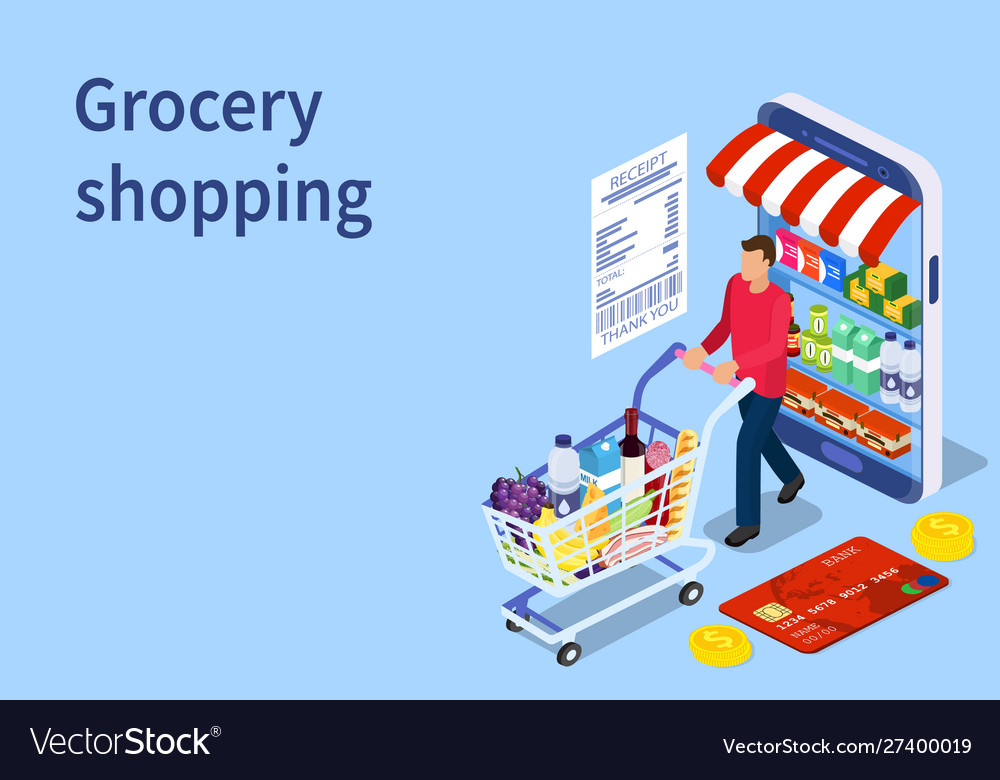 Grocery
shopping
RECEIPT
TOTAL:
THANK YOU
MILK
BANK
1234 5678 9012 3456
NAME
00/00
VectorStock®
VectorStock.com/27400019